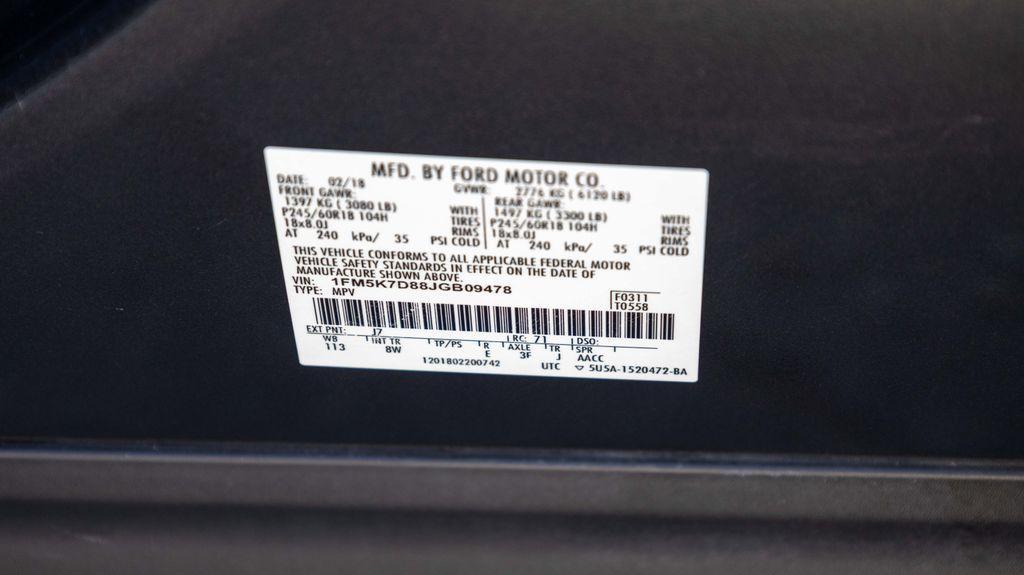 MFD. BY FORD MOTOR CO.
DATE: 02/18 GVWR: 2776 KG ( 6120 LB)
FRONT GAWR: REAR GAWR:
1397 KG ( 3080 LB) WITH 1497 KG ( 3300 LB) WITH
P245/60R18 104H TIRES P245/60R18 104H TIRES
18x8.0J RIMS 18x8.0J RIMS
AT 240 kPa/ 35 PSI COLD AT 240 kPa/ 35 PSI COLD
THIS VEHICLE CONFORMS TO ALL APPLICABLE FEDERAL MOTOR
VEHICLE SAFETY STANDARDS IN EFFECT ON THE DATE OF
MANUFACTURE SHOWN ABOVE.
VIN: 1FM5K7D88JGB09478 F0311
TYPE: MPV T0558
EXT PNT: J7 RC: 71 DSO:
WB INT TR TP/PS R AXLE TR SPR
113 8W E 3F J AACC
1201802200742 UTC ▽ 5U5A-1520472-BA